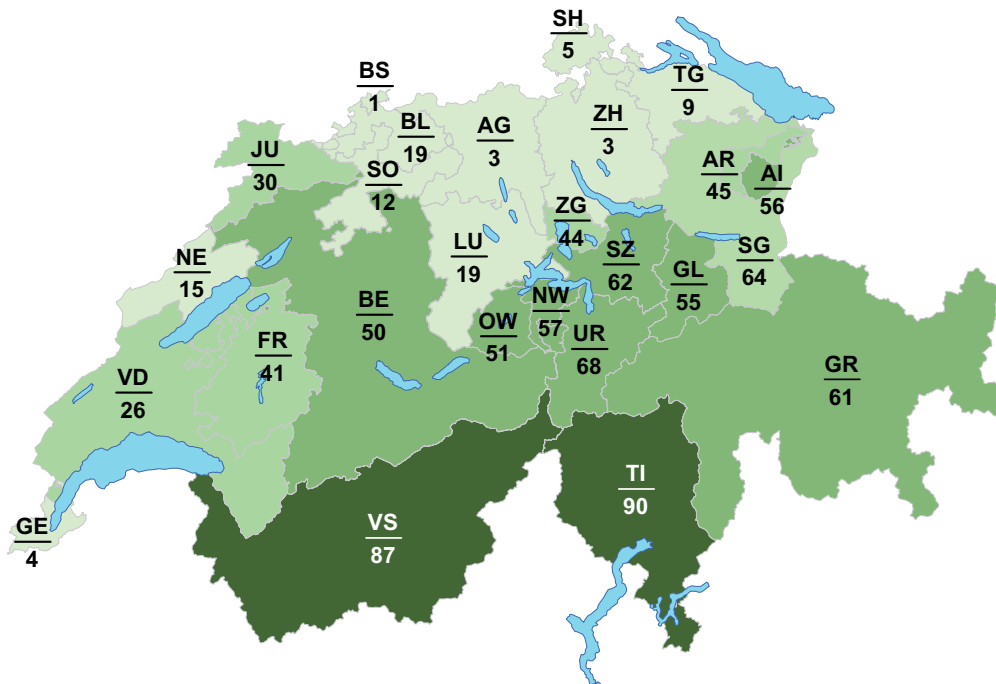 SH
5
BS
1
TG
9
BL
19
AG
3
ZH
3
JU
30
SO
12
AR
45
AI
56
ZG
44
NE
15
LU
19
SZ
62
SG
64
BE
50
NW
57
GL
55
OW
51
UR
68
FR
41
VD
26
GR
61
TI
90
VS
87
GE
4